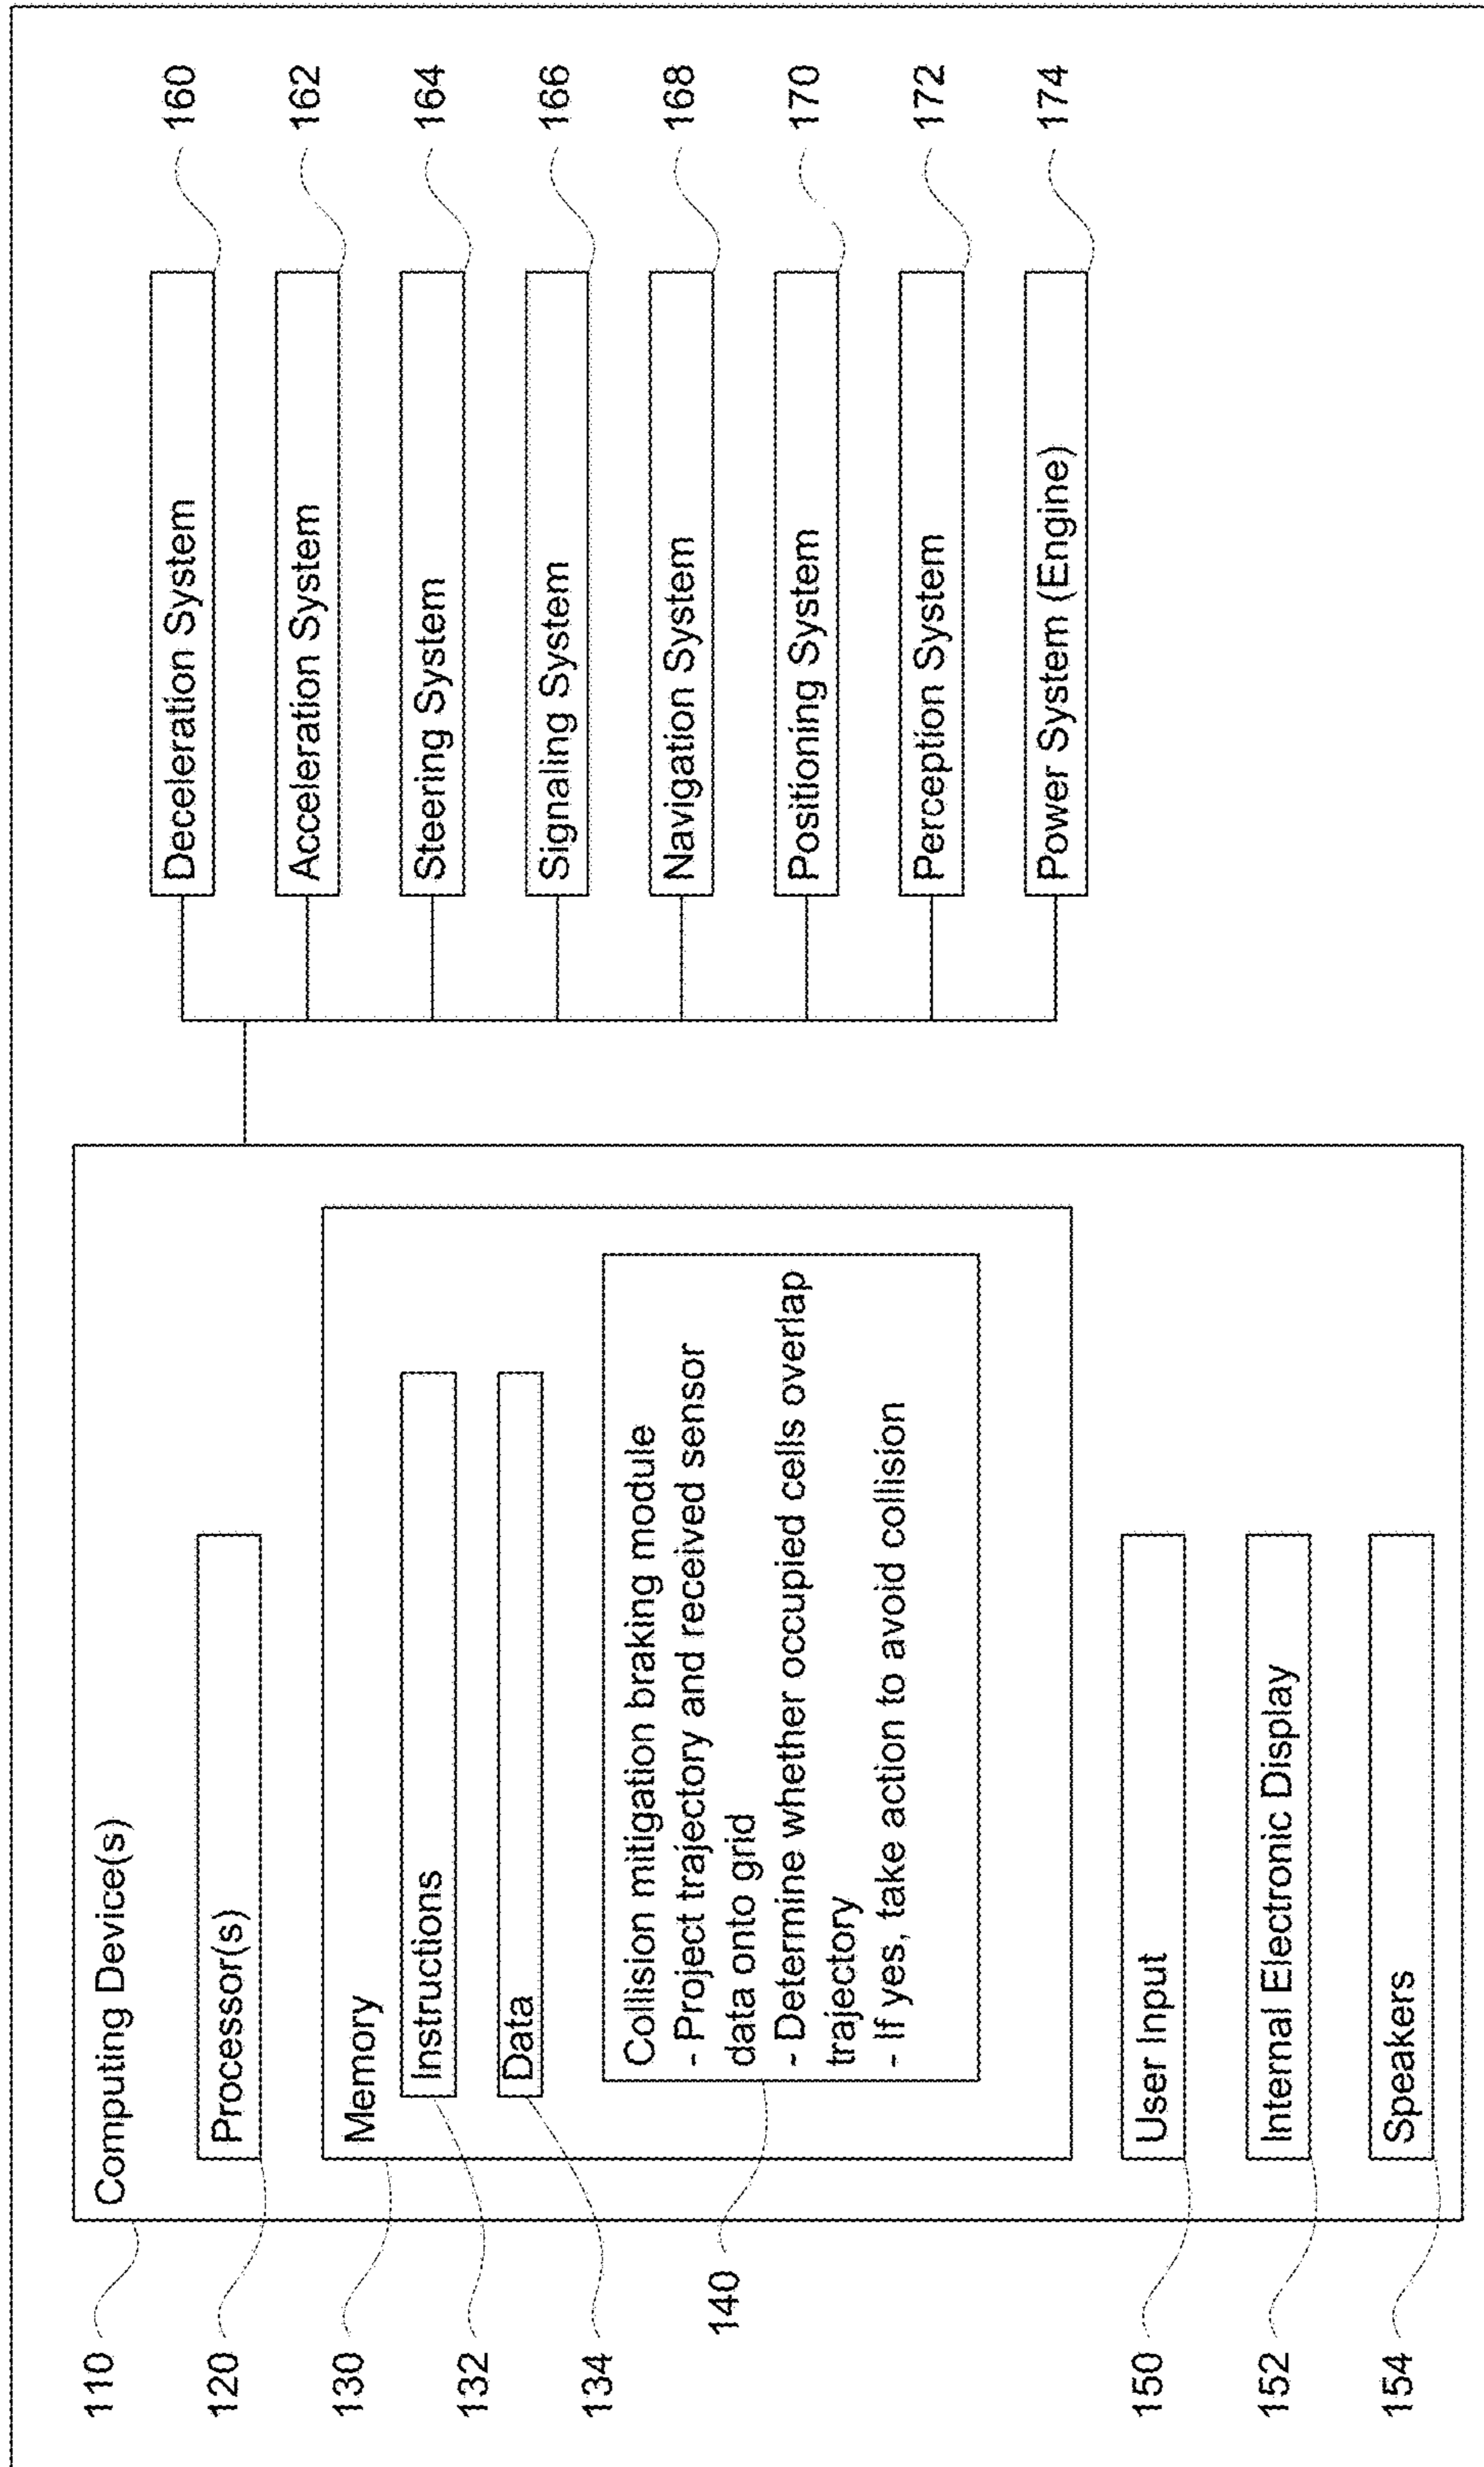 110
Computing Device(s)
120
Processor(s)
130
Memory
132
Instructions
134
Data
140
Collision mitigation braking module
- Project trajectory and received sensor
data onto grid
- Determine whether occupied cells overlap
trajectory
- If yes, take action to avoid collision
150
User Input
152
Internal Electronic Display
154
Speakers
Deceleration System
160
Acceleration System
162
Steering System
164
Signaling System
166
Navigation System
168
Positioning System
170
Perception System
172
Power System (Engine)
174